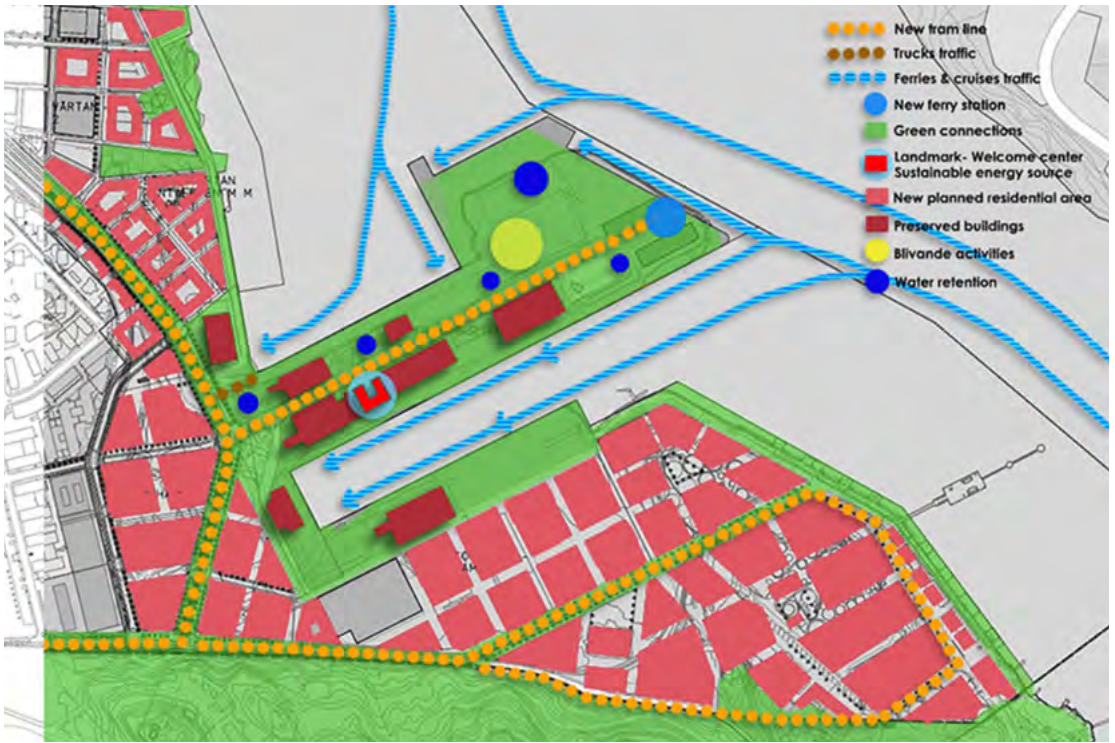 New tram line
Trucks traffic
Ferries & cruises traffic
New ferry station
Green connections
Landmark- Welcome center
Sustainable energy source
New planned residential area
Preserved buildings
Blivande activities
Water retention
VÄRTAN